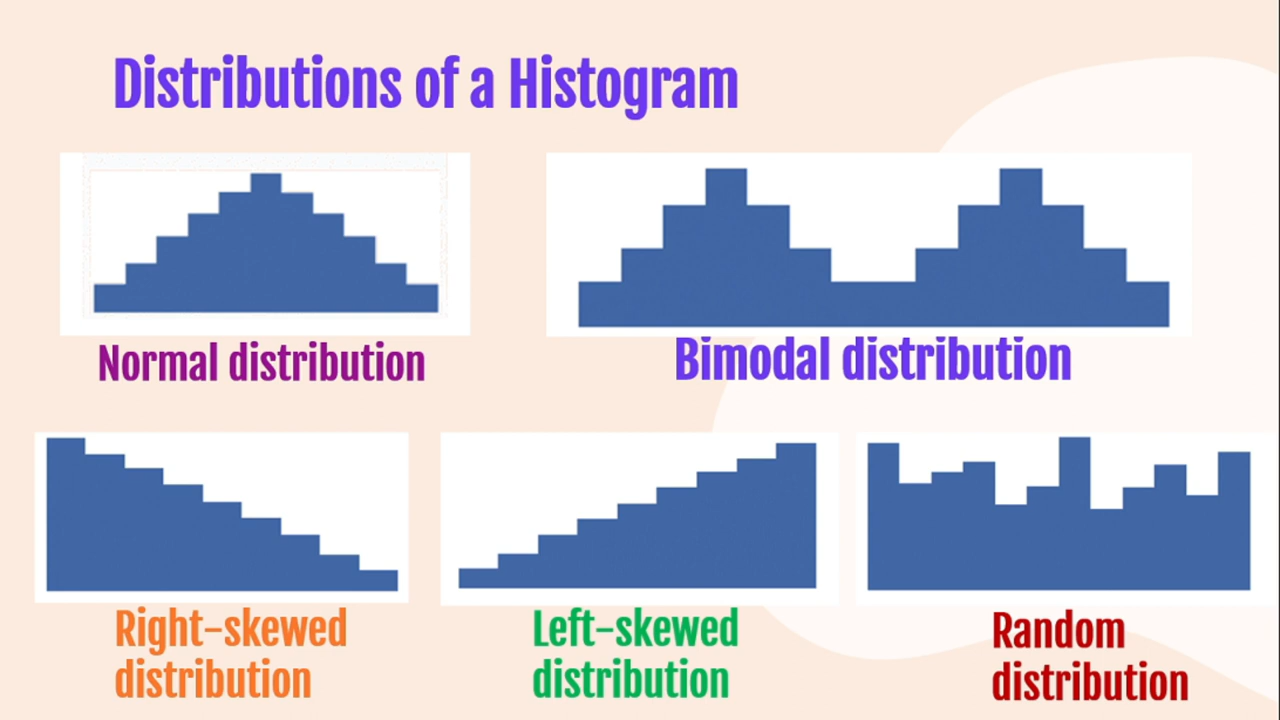 Distributions of a Histogram
Normal distribution
Bimodal distribution
Right-skewed
distribution
Left-skewed
distribution
Random
distribution